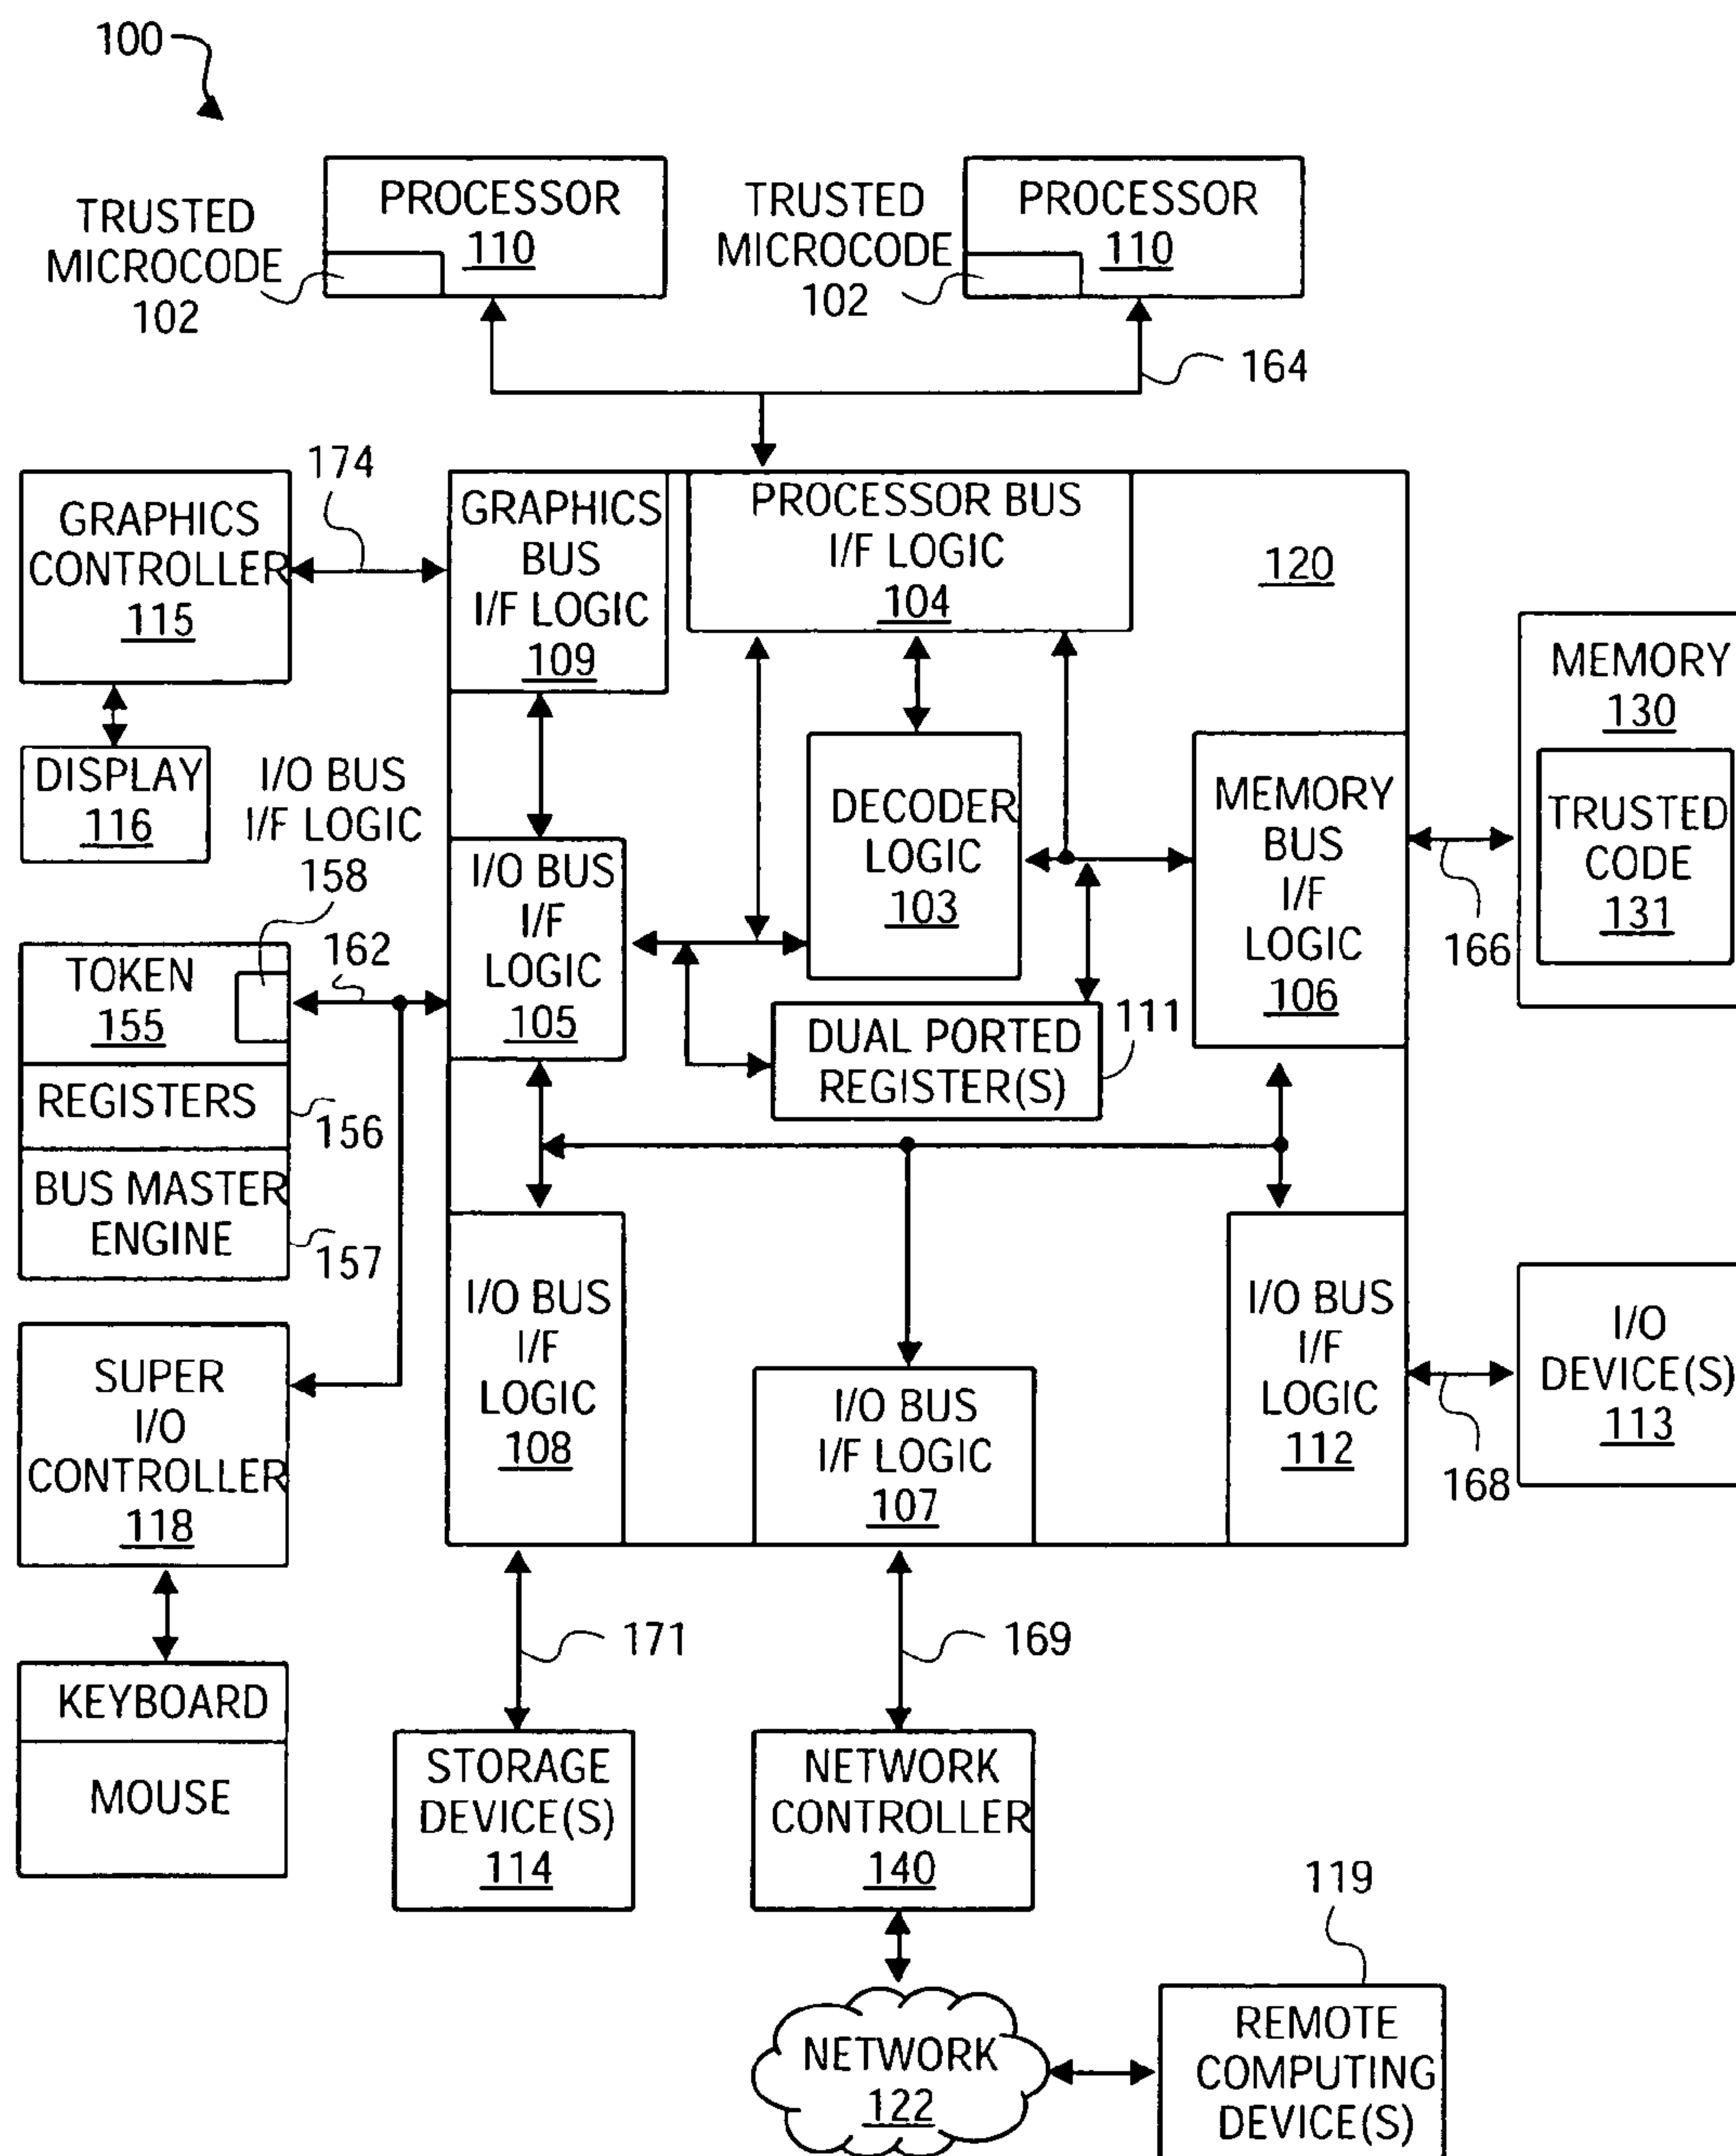 100
TRUSTED
MICROCODE
102
PROCESSOR
110
TRUSTED
MICROCODE
102
PROCESSOR
110
164
GRAPHICS
CONTROLLER
115
174
GRAPHICS
BUS
I/F LOGIC
109
PROCESSOR BUS
I/F LOGIC
104
120
MEMORY
130
TRUSTED
CODE
131
DISPLAY
116
I/O BUS
I/F LOGIC
158
I/O BUS
I/F
LOGIC
105
DECODER
LOGIC
103
MEMORY
BUS
I/F
LOGIC
106
166
TOKEN
155
162
REGISTERS
156
BUS MASTER
ENGINE
157
DUAL PORTED
REGISTER(S)
111
SUPER
I/O
CONTROLLER
118
I/O BUS
I/F
LOGIC
108
I/O BUS
I/F LOGIC
107
I/O BUS
I/F
LOGIC
112
168
I/O
DEVICE(S)
113
KEYBOARD
MOUSE
171
169
STORAGE
DEVICE(S)
114
NETWORK
CONTROLLER
140
119
NETWORK
122
REMOTE
COMPUTING
DEVICE(S)